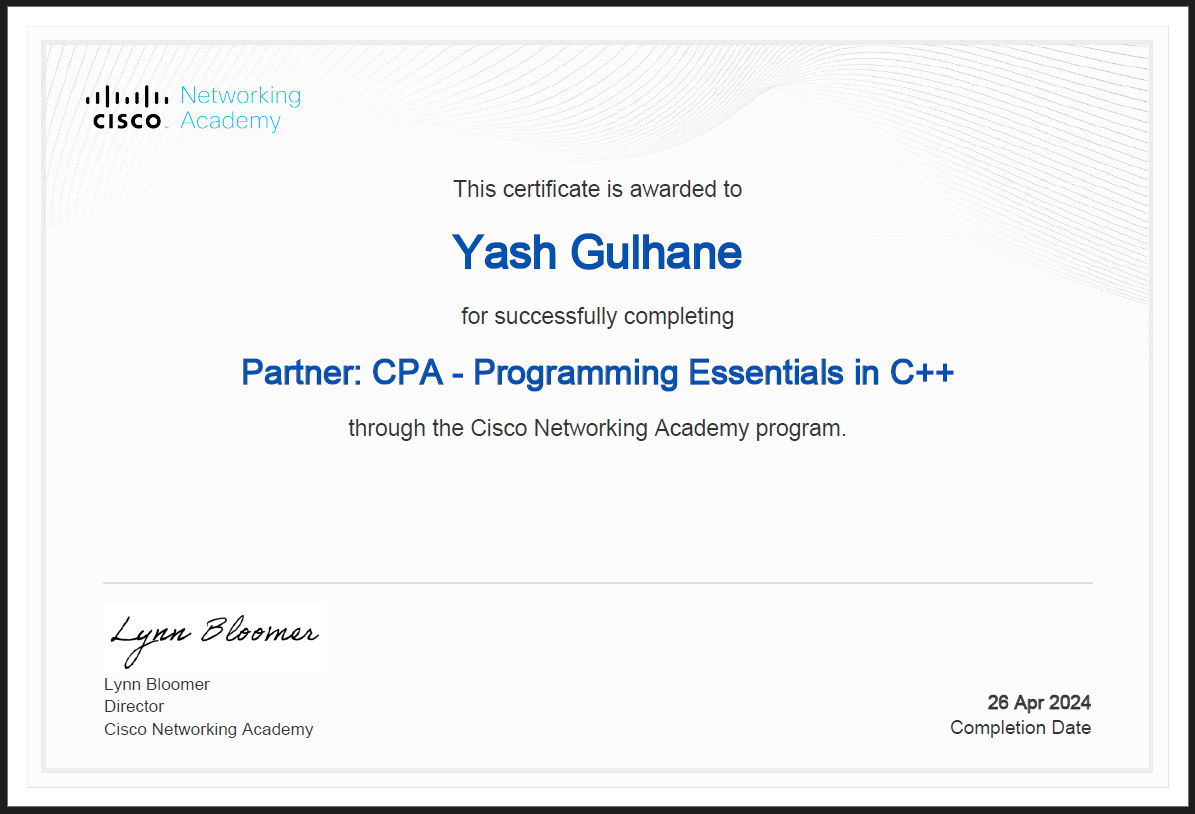 CISCO
Networking
Academy
This certificate is awarded to
Yash Gulhane
for successfully completing
Partner: CPA - Programming Essentials in C++
through the Cisco Networking Academy program.
Lynn Bloomer
Lynn Bloomer
Director
Cisco Networking Academy
26 Apr 2024
Completion Date